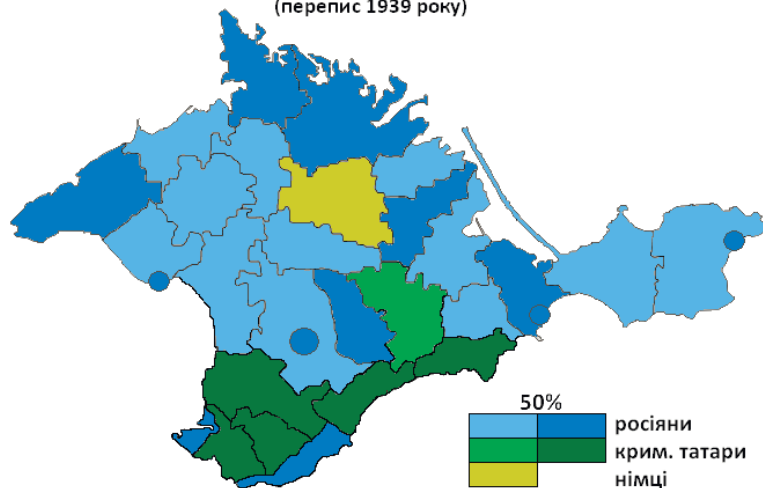 (перепис 1939 року)
50%
росіяни
крим. татари
німці